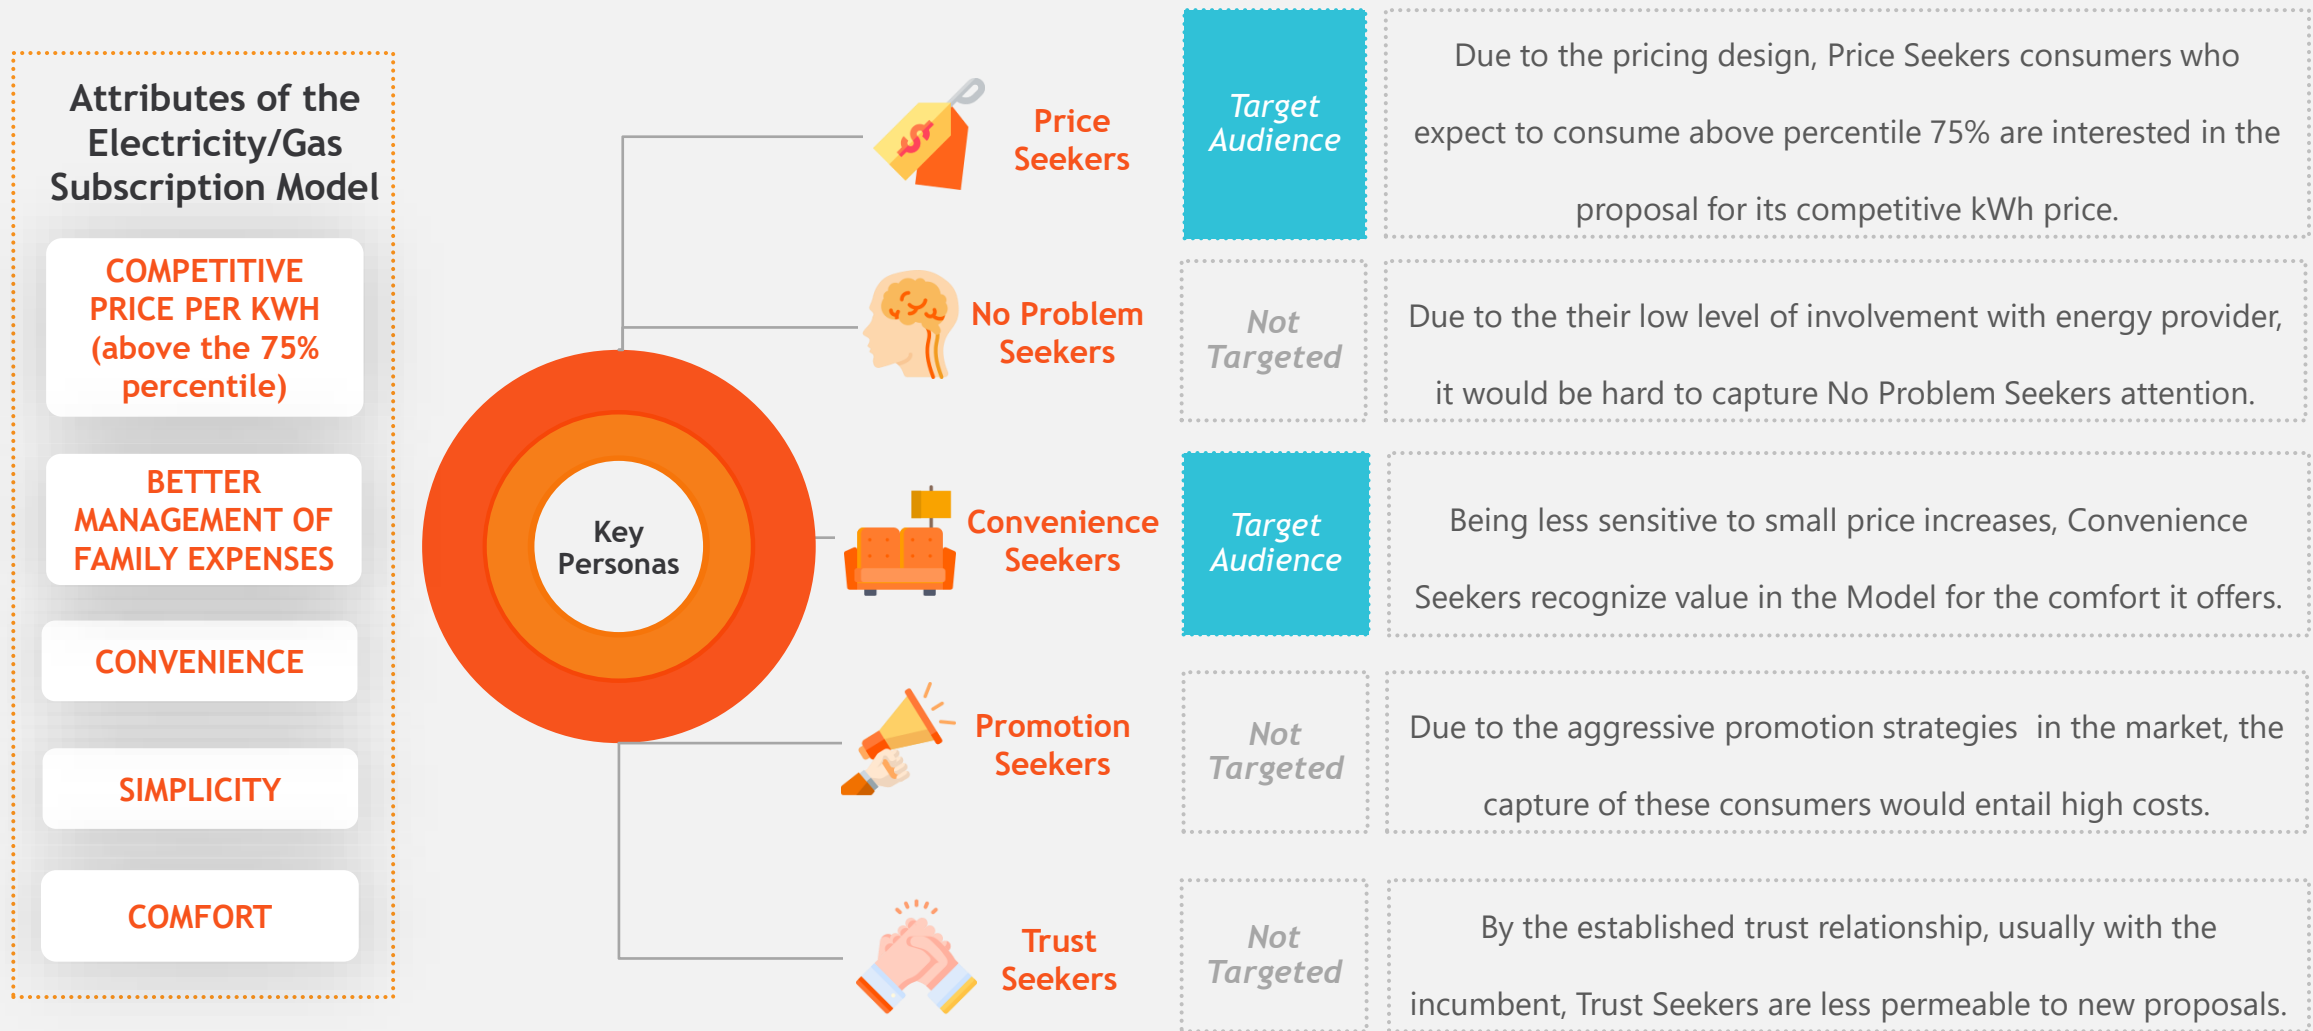 Attributes of the
Electricity/Gas
Subscription Model
COMPETITIVE
PRICE PER KWH
(above the 75%
percentile)
BETTER
MANAGEMENT OF
FAMILY EXPENSES
CONVENIENCE
SIMPLICITY
COMFORT
Key
Personas
Price
Seekers
Target
Audience
Due to the pricing design, Price Seekers consumers who
expect to consume above percentile 75% are interested in the
proposal for its competitive kWh price.
No Problem
Seekers
Not
Targeted
Due to the their low level of involvement with energy provider,
it would be hard to capture No Problem Seekers attention.
Convenience
Seekers
Target
Audience
Being less sensitive to small price increases, Convenience
Seekers recognize value in the Model for the comfort it offers.
Promotion
Seekers
Not
Targeted
Due to the aggressive promotion strategies  in the market, the
capture of these consumers would entail high costs.
Trust
Seekers
Not
Targeted
By the established trust relationship, usually with the
incumbent, Trust Seekers are less permeable to new proposals.